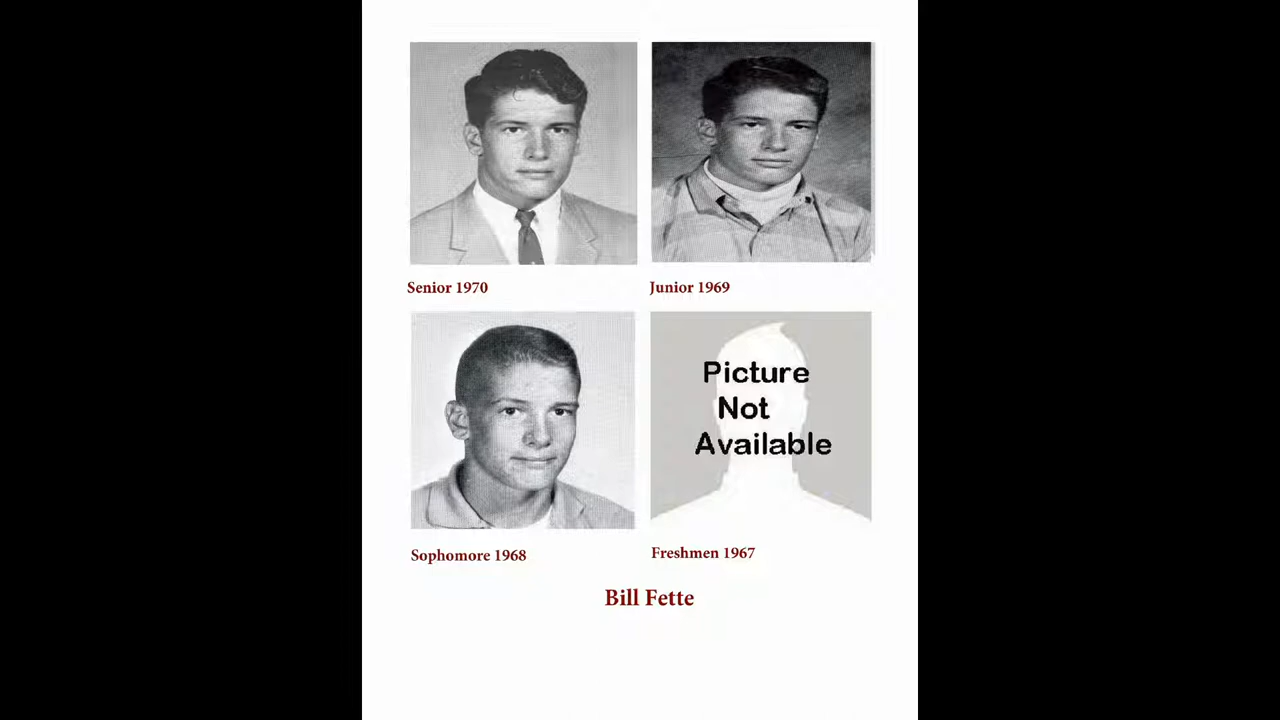 Senior 1970
Junior 1969
Picture
Not
Available
Sophomore 1968
Freshmen 1967
Bill Fette